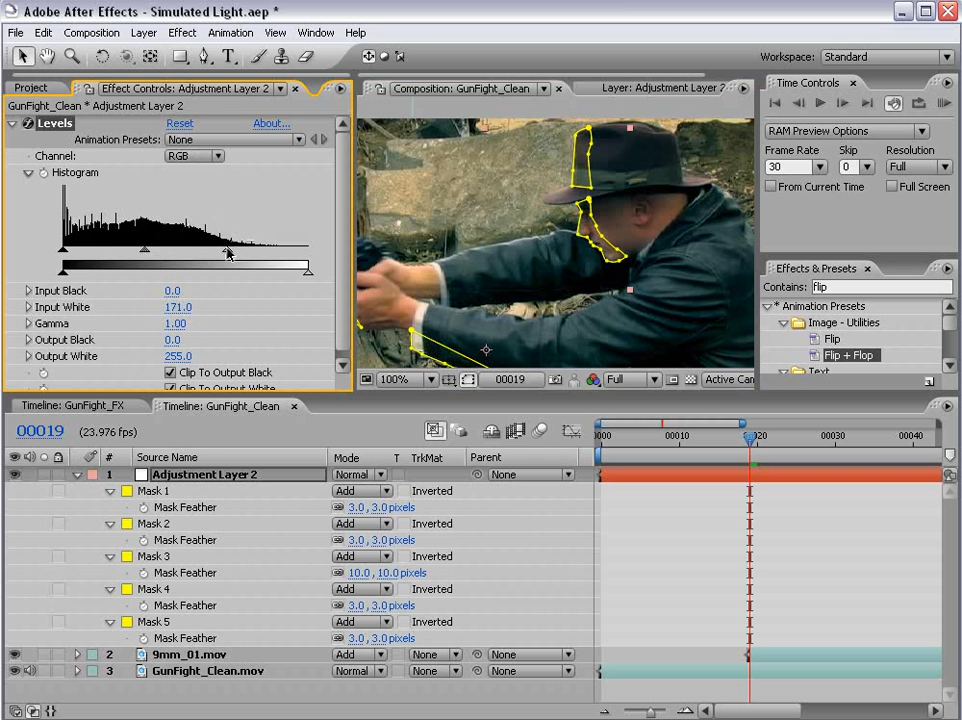 Adobe After Effects - Simulated Light.aep *
File Edit Composition Layer Effect Animation View Window Help
Workspace: Standard
Project
Effect Controls: Adjustment Layer 2
GunFight_Clean * Adjustment Layer 2
Levels Reset About...
Animation Presets: None
Channel: RGB
Histogram
Input Black 0.0
Input White 171.0
Gamma 1.00
Output Black 0.0
Output White 255.0
Clip To Output Black
Clip To Output White
Composition: GunFight_Clean
Layer: Adjustment Layer 2
100% 00019 Full Active Cam
Time Controls
RAM Preview Options
Frame Rate Skip Resolution
30 0 Full
From Current Time Full Screen
Effects & Presets
Contains: flip
* Animation Presets
Image - Utilities
Flip
Flip + Flop
Text
Timeline: GunFight_FX
Timeline: GunFight_Clean
00019 (23.976 fps)
0000 00010 020 00030 00040
# Source Name Mode T TrkMat Parent
1 Adjustment Layer 2 Normal None
Mask 1 Add Inverted
Mask Feather 3.0, 3.0 pixels
Mask 2 Add Inverted
Mask Feather 3.0, 3.0 pixels
Mask 3 Add Inverted
Mask Feather 10.0, 10.0 pixels
Mask 4 Add Inverted
Mask Feather 3.0, 3.0 pixels
Mask 5 Add Inverted
Mask Feather 3.0, 3.0 pixels
2 9mm_01.mov Add None None
3 GunFight_Clean.mov Normal None None